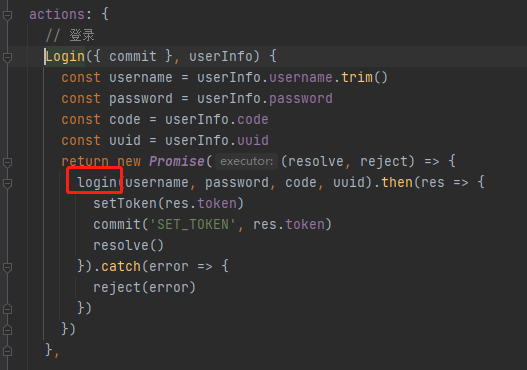 actions: {
// 登录
Login({ commit }, userInfo) {
const username = userInfo.username.trim()
const password = userInfo.password
const code = userInfo.code
const uuid = userInfo.uuid
return new Promise( executor: (resolve, reject) => {
login(username, password, code, uuid).then(res => {
setToken(res.token)
commit('SET_TOKEN', res.token)
resolve()
}).catch(error => {
reject(error)
})
})
},